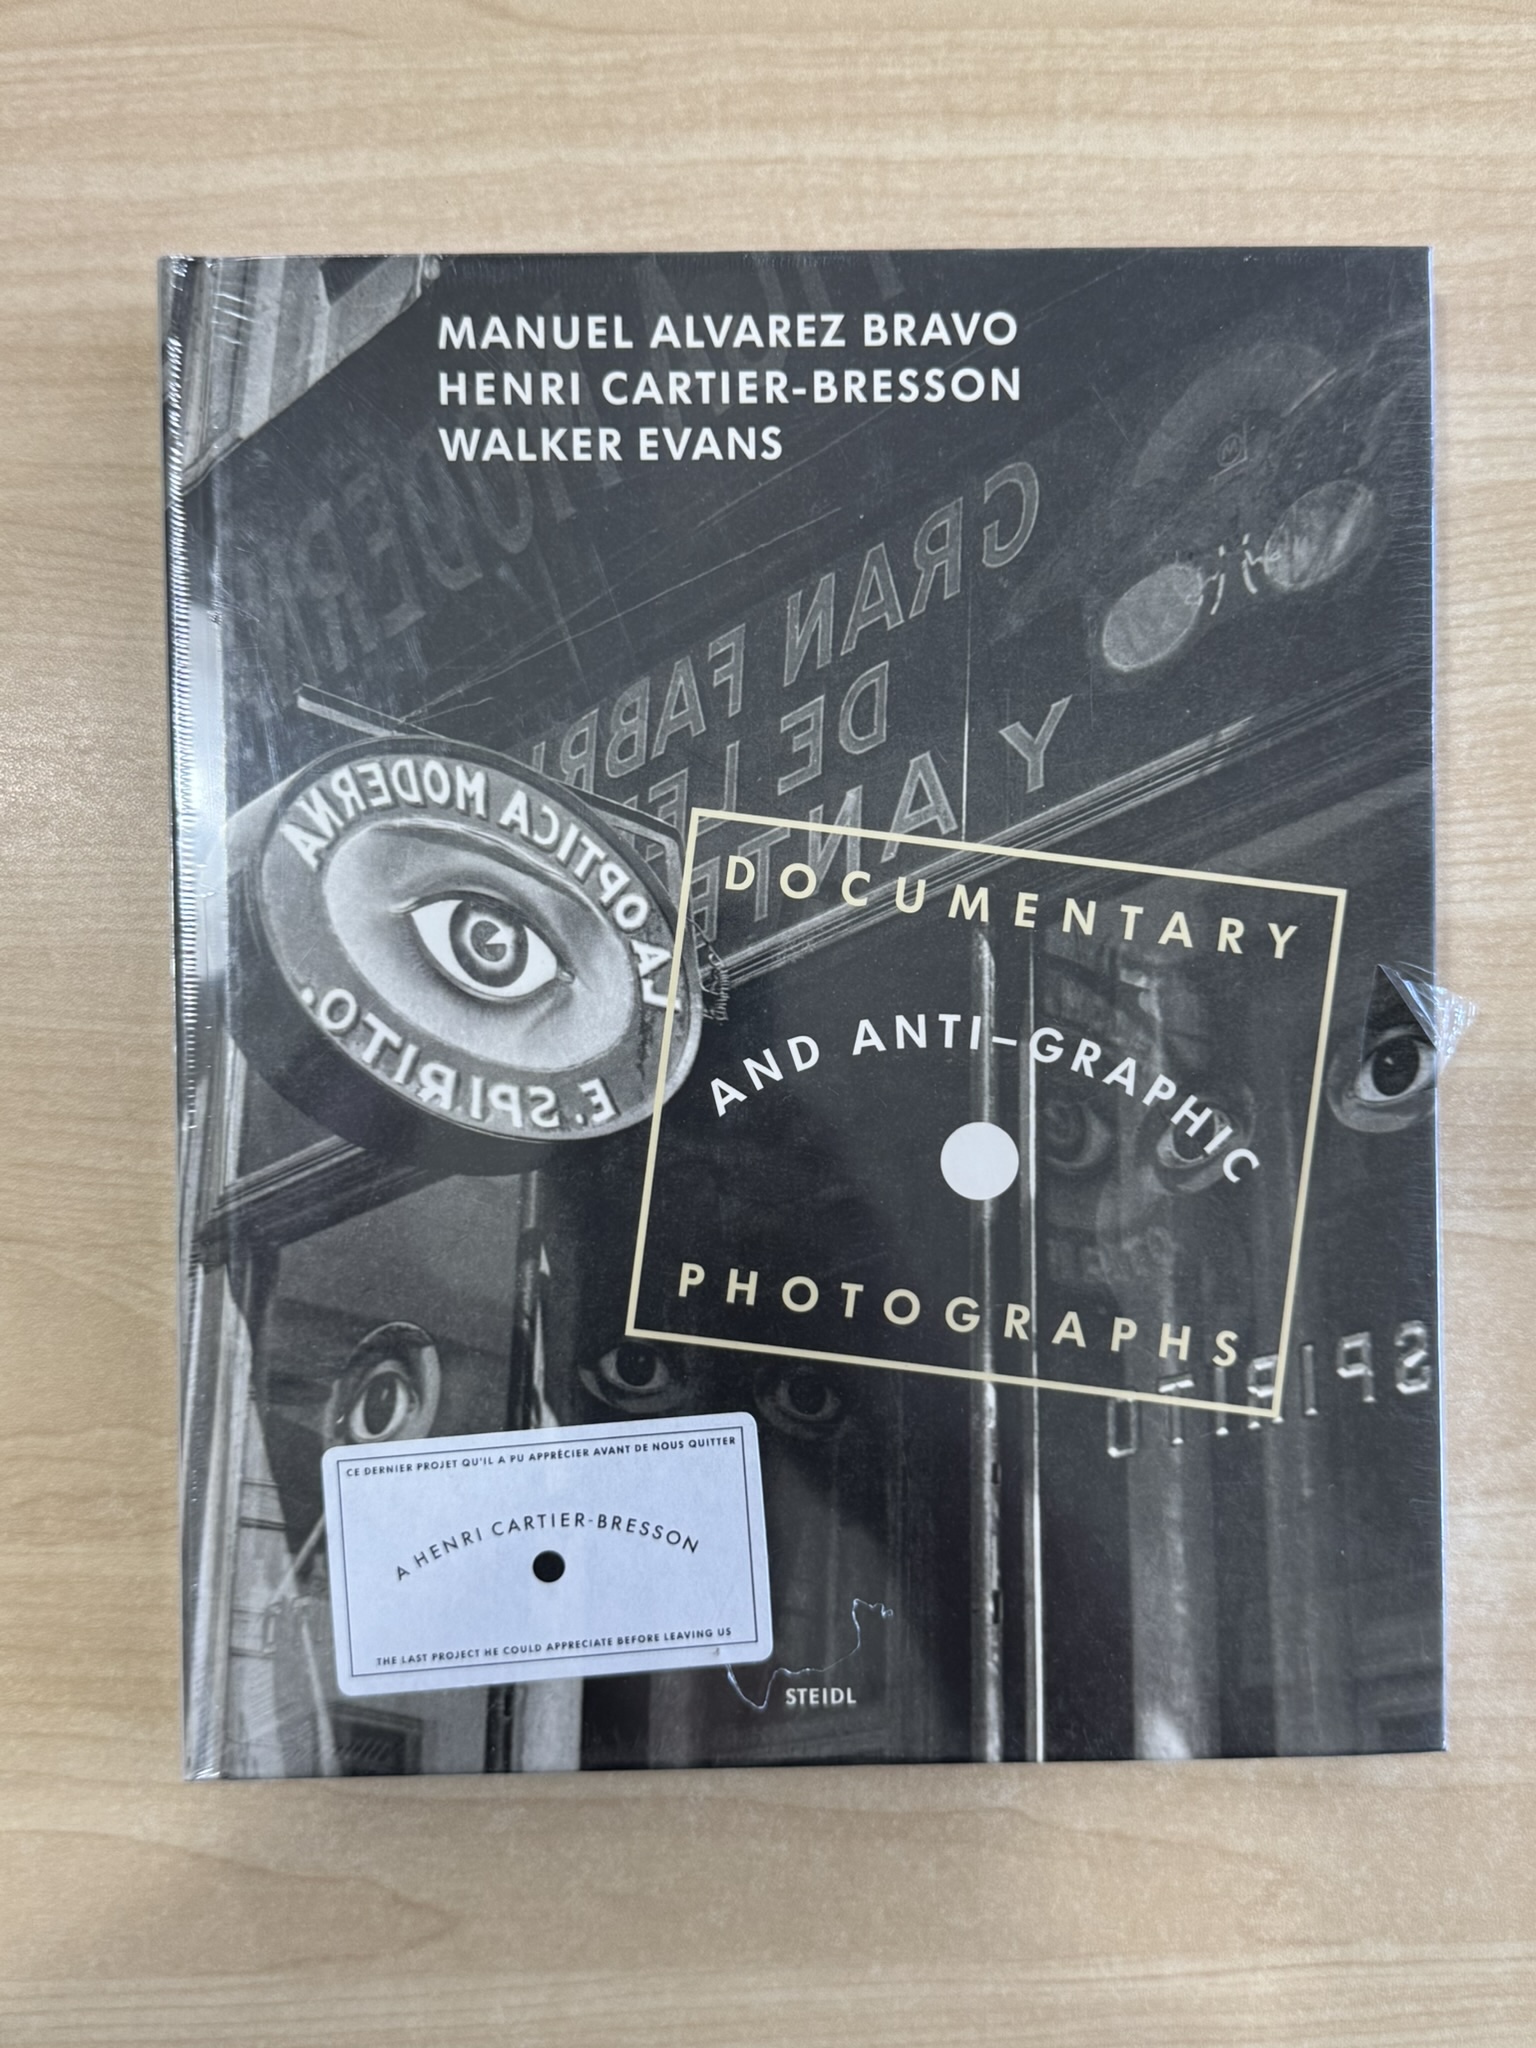 MANUEL ALVAREZ BRAVO
HENRI CARTIER-BRESSON
WALKER EVANS
MODERN
GRAN FABRI
DE LE
Y
ANTE
LA OPTICA MODERNA
E. SPIRITO.
DOCUMENTARY
AND ANTI-GRAPHIC
PHOTOGRAPHS
SPIRITO
CE DERNIER PROJET QU'IL A PU APPRÉCIER AVANT DE NOUS QUITTER
A HENRI CARTIER-BRESSON
THE LAST PROJECT HE COULD APPRECIATE BEFORE LEAVING US
STEIDL